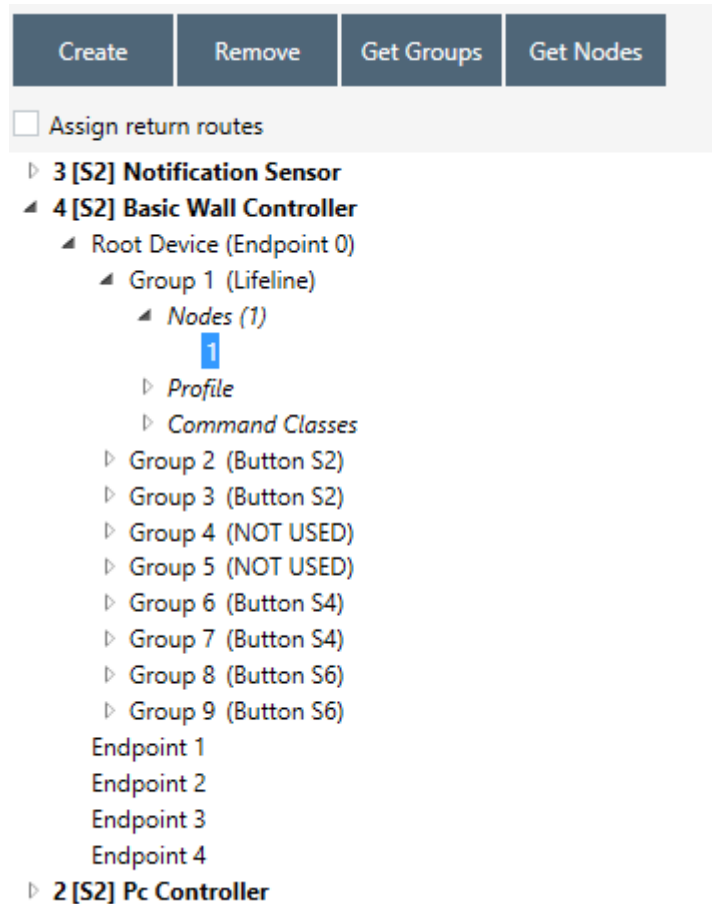 Create Remove Get Groups Get Nodes
Assign return routes
3 [S2] Notification Sensor
4 [S2] Basic Wall Controller
Root Device (Endpoint 0)
Group 1 (Lifeline)
Nodes (1)
1
Profile
Command Classes
Group 2 (Button S2)
Group 3 (Button S2)
Group 4 (NOT USED)
Group 5 (NOT USED)
Group 6 (Button S4)
Group 7 (Button S4)
Group 8 (Button S6)
Group 9 (Button S6)
Endpoint 1
Endpoint 2
Endpoint 3
Endpoint 4
2 [S2] Pc Controller